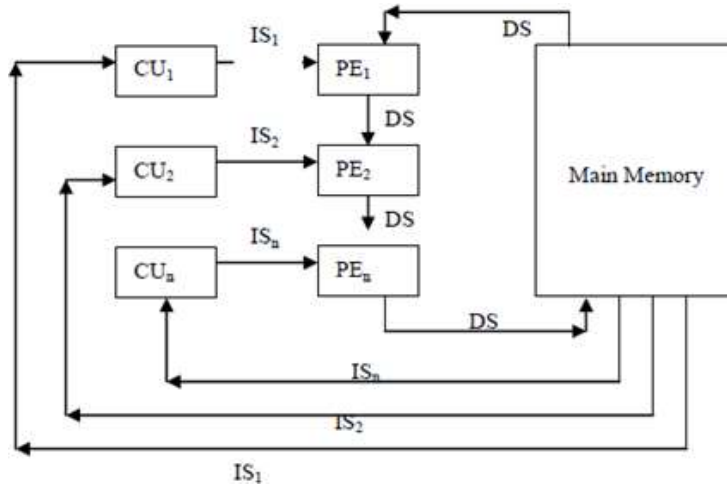 DS
IS₁
CU₁
PE₁
DS
IS₂
CU₂
PE₂
Main Memory
DS
ISₙ
CUₙ
PEₙ
DS
ISₙ
IS₂
IS₁